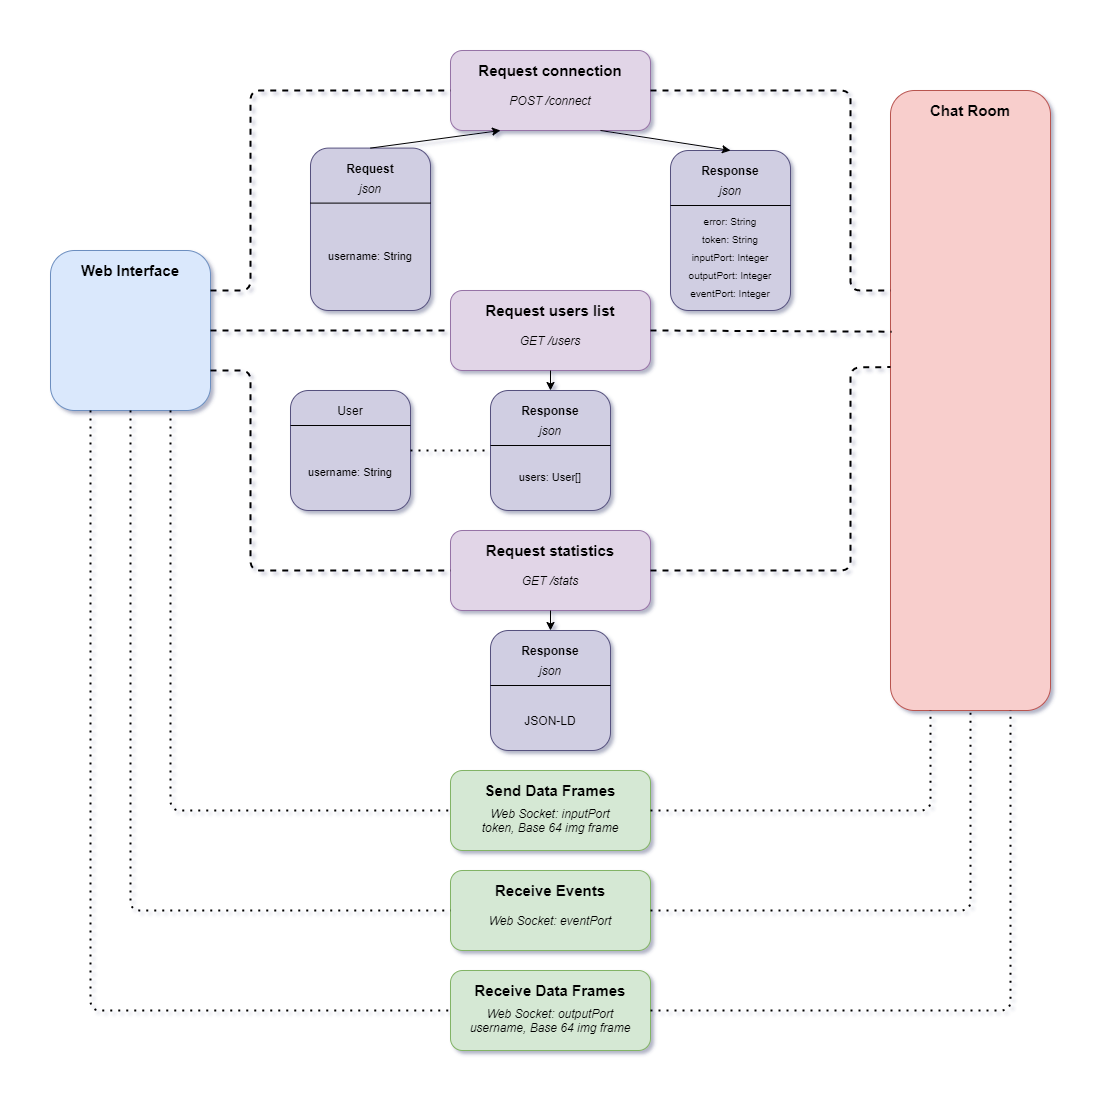 Request connection
POST /connect
Chat Room
Request
json
username: String
Response
json
error: String
token: String
inputPort: Integer
outputPort: Integer
eventPort: Integer
Web Interface
Request users list
GET /users
User
username: String
Response
json
users: User[]
Request statistics
GET /stats
Response
json
JSON-LD
Send Data Frames
Web Socket: inputPort
token, Base 64 img frame
Receive Events
Web Socket: eventPort
Receive Data Frames
Web Socket: outputPort
username, Base 64 img frame